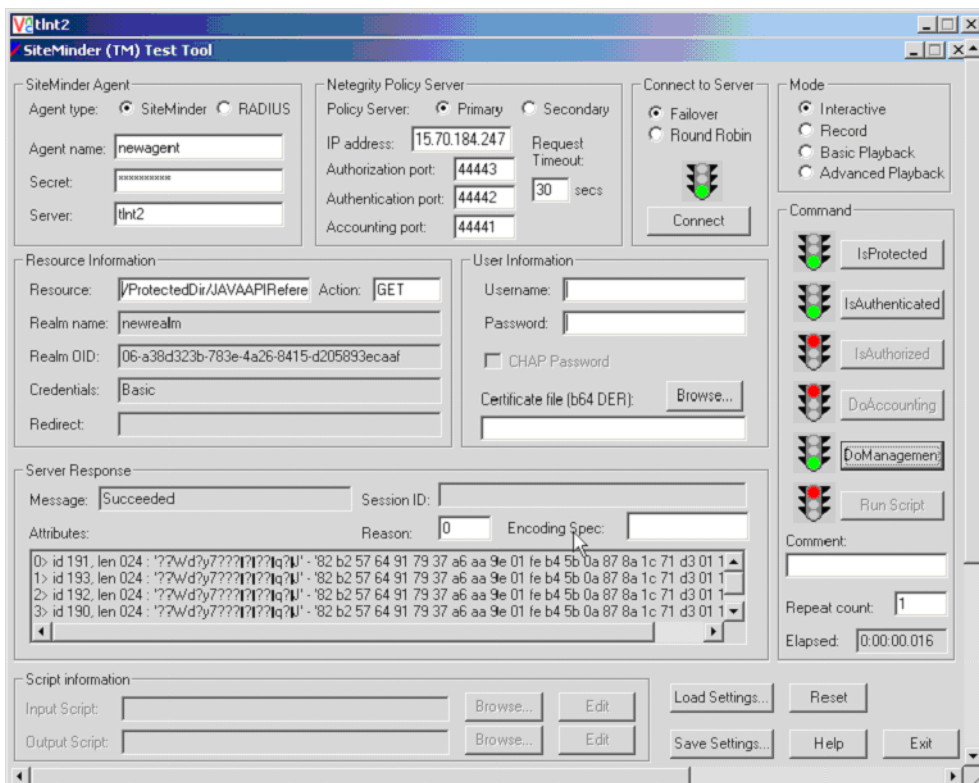 tlnt2
SiteMinder (TM) Test Tool
SiteMinder Agent
Agent type: SiteMinder RADIUS
Agent name: newagent
Secret: **********
Server: tlnt2
Netegrity Policy Server
Policy Server: Primary Secondary
IP address: 15.70.184.247 Request Timeout:
Authorization port: 44443 30 secs
Authentication port: 44442
Accounting port: 44441
Connect to Server
Failover
Round Robin
Connect
Mode
Interactive
Record
Basic Playback
Advanced Playback
Resource Information
Resource: /ProtectedDir/JAVAAPIRefere Action: GET
Realm name: newrealm
Realm OID: 06-a38d323b-783e-4a26-8415-d205893ecaaf
Credentials: Basic
Redirect:
User Information
Username:
Password:
CHAP Password
Certificate file (b64 DER): Browse...
Command
IsProtected
IsAuthenticated
IsAuthorized
DoAccounting
DoManagement
Run Script
Comment:
Repeat count: 1
Elapsed: 0:00:00.016
Server Response
Message: Succeeded Session ID:
Attributes: Reason: 0 Encoding Spec:
0> id 191, len 024 : '??Wd?y7????|?|??|q?|J' - '82 b2 57 64 91 79 37 a6 aa 9e 01 fe b4 5b 0a 87 8a 1c 71 d3 01 1
1> id 193, len 024 : '??Wd?y7????|?|??|q?|J' - '82 b2 57 64 91 79 37 a6 aa 9e 01 fe b4 5b 0a 87 8a 1c 71 d3 01 1
2> id 192, len 024 : '??Wd?y7????|?|??|q?|J' - '82 b2 57 64 91 79 37 a6 aa 9e 01 fe b4 5b 0a 87 8a 1c 71 d3 01 1
3> id 190, len 024 : '??Wd?y7????|?|??|q?|J' - '82 b2 57 64 91 79 37 a6 aa 9e 01 fe b4 5b 0a 87 8a 1c 71 d3 01 1
Script information
Input Script: Browse... Edit
Output Script: Browse... Edit
Load Settings... Reset
Save Settings... Help Exit